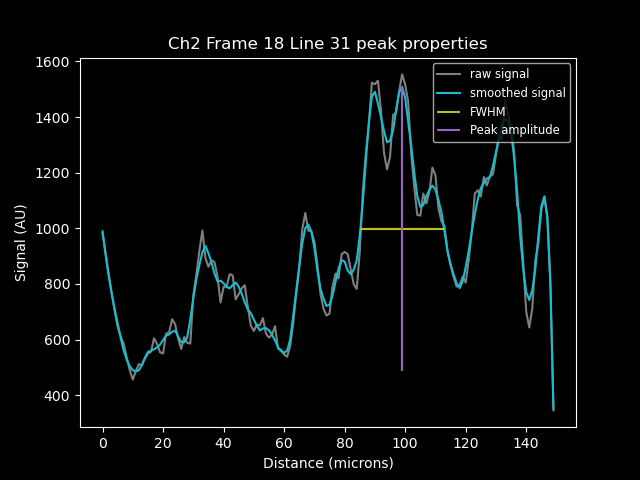 Ch2 Frame 18 Line 31 peak properties
raw signal
smoothed signal
FWHM
Peak amplitude
1600
1400
1200
1000
800
600
400
Signal (AU)
0 20 40 60 80 100 120 140
Distance (microns)